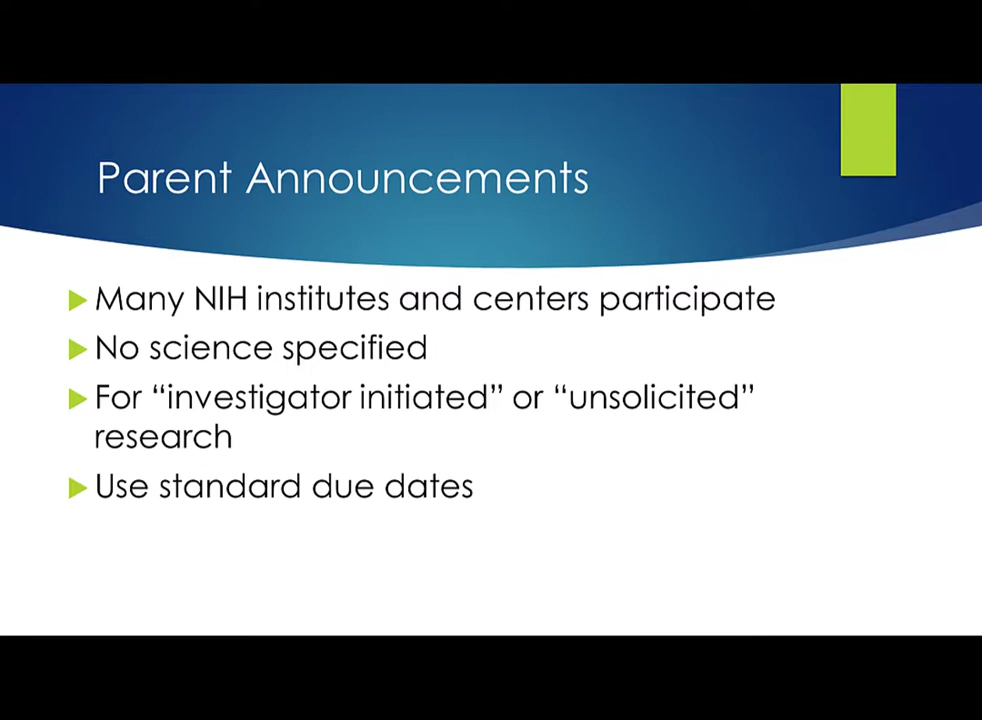 Parent Announcements
Many NIH institutes and centers participate
No science specified
For “investigator initiated” or “unsolicited”
research
Use standard due dates